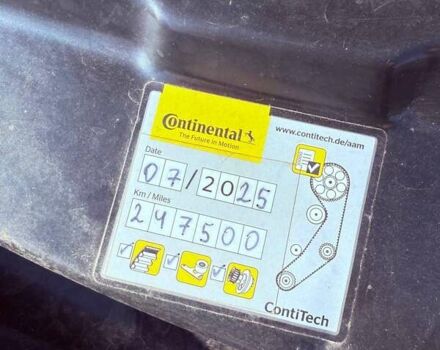 Continental
The Future in Motion
www.contitech.de/aam
Date
07/2025
Km / Miles
247500
ContiTech